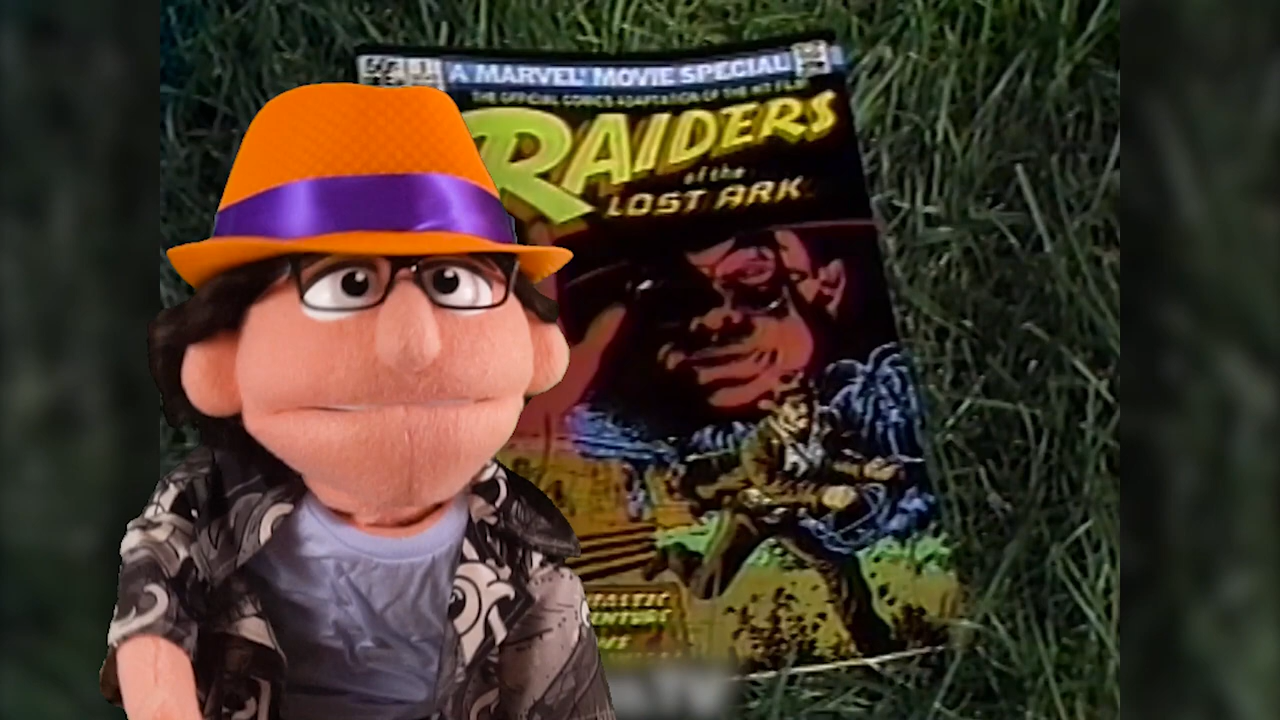 A MARVEL MOVIE SPECIAL
THE OFFICIAL COMICS ADAPTATION OF THE HIT FILM
RAIDERS
of the
LOST ARK